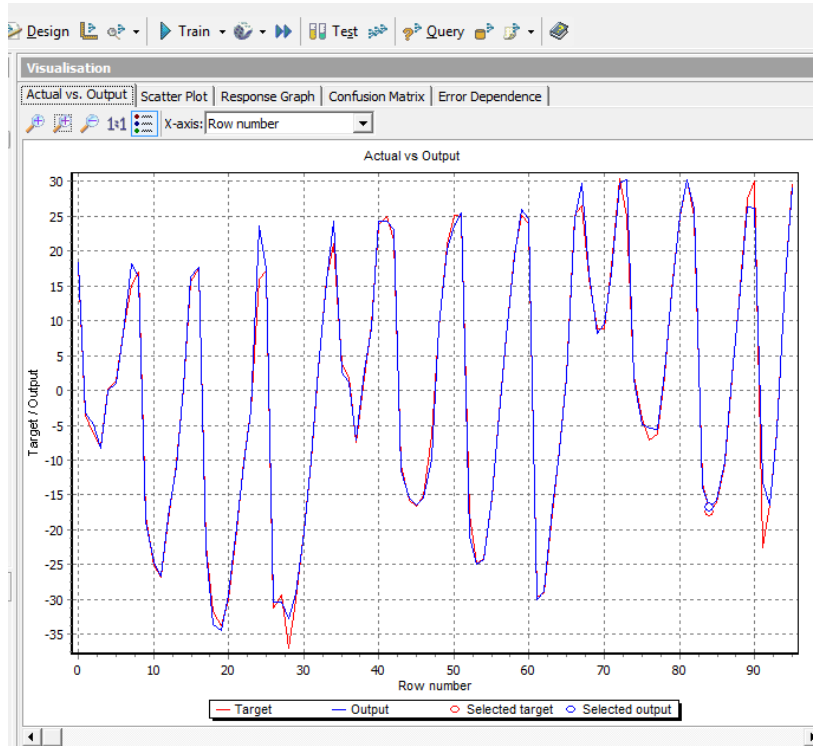 Design Train Test Query
Visualisation
Actual vs. Output Scatter Plot Response Graph Confusion Matrix Error Dependence
1:1 X-axis: Row number
Actual vs Output
30
25
20
15
10
5
0
-5
-10
-15
-20
-25
-30
-35
Target / Output
0 10 20 30 40 50 60 70 80 90
Row number
Target Output Selected target Selected output